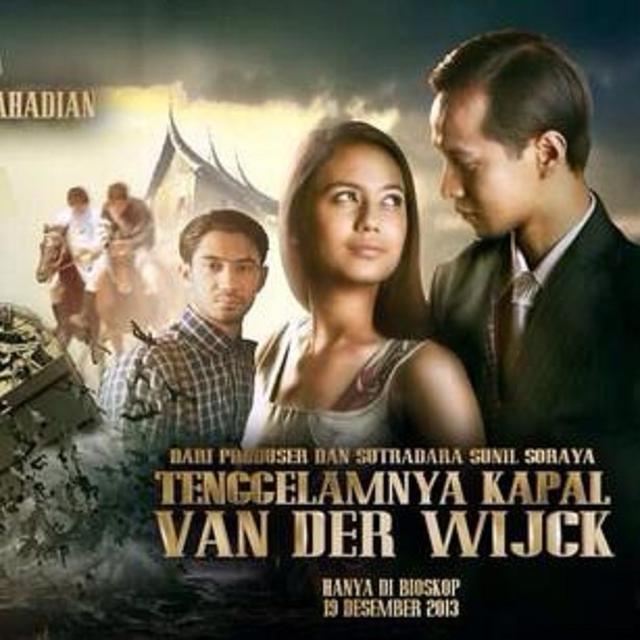 AHADIAN
DARI PRODUSER DAN SUTRADARA SUNIL SORAYA
TENGGELAMNYA KAPAL
VAN DER WIJCK
HANYA DI BIOSKOP
19 DESEMBER 2013